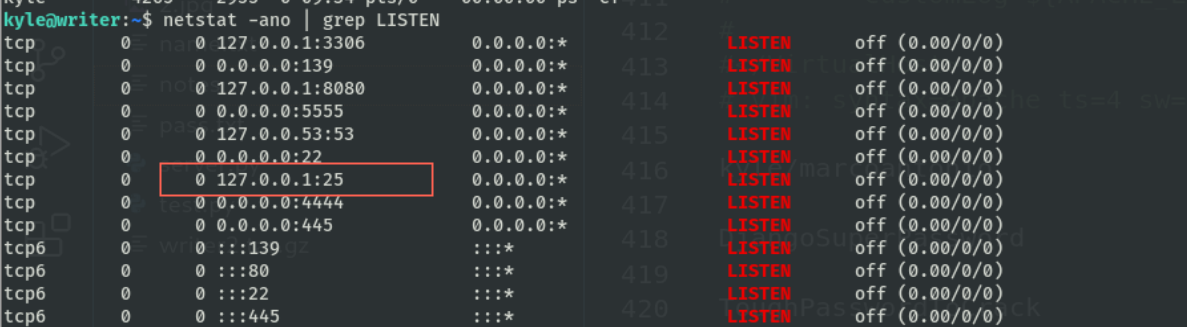 kyle@writer:~$ netstat -ano | grep LISTEN
tcp 0 0 127.0.0.1:3306 0.0.0.0:* LISTEN off (0.00/0/0)
tcp 0 0 0.0.0.0:139 0.0.0.0:* LISTEN off (0.00/0/0)
tcp 0 0 127.0.0.1:8080 0.0.0.0:* LISTEN off (0.00/0/0)
tcp 0 0 0.0.0.0:5555 0.0.0.0:* LISTEN off (0.00/0/0)
tcp 0 0 127.0.0.53:53 0.0.0.0:* LISTEN off (0.00/0/0)
tcp 0 0 0.0.0.0:22 0.0.0.0:* LISTEN off (0.00/0/0)
tcp 0 0 127.0.0.1:25 0.0.0.0:* LISTEN off (0.00/0/0)
tcp 0 0 0.0.0.0:4444 0.0.0.0:* LISTEN off (0.00/0/0)
tcp 0 0 0.0.0.0:445 0.0.0.0:* LISTEN off (0.00/0/0)
tcp6 0 0 :::139 :::* LISTEN off (0.00/0/0)
tcp6 0 0 :::80 :::* LISTEN off (0.00/0/0)
tcp6 0 0 :::22 :::* LISTEN off (0.00/0/0)
tcp6 0 0 :::445 :::* LISTEN off (0.00/0/0)
412
413
414
415
416
417
418
419
420